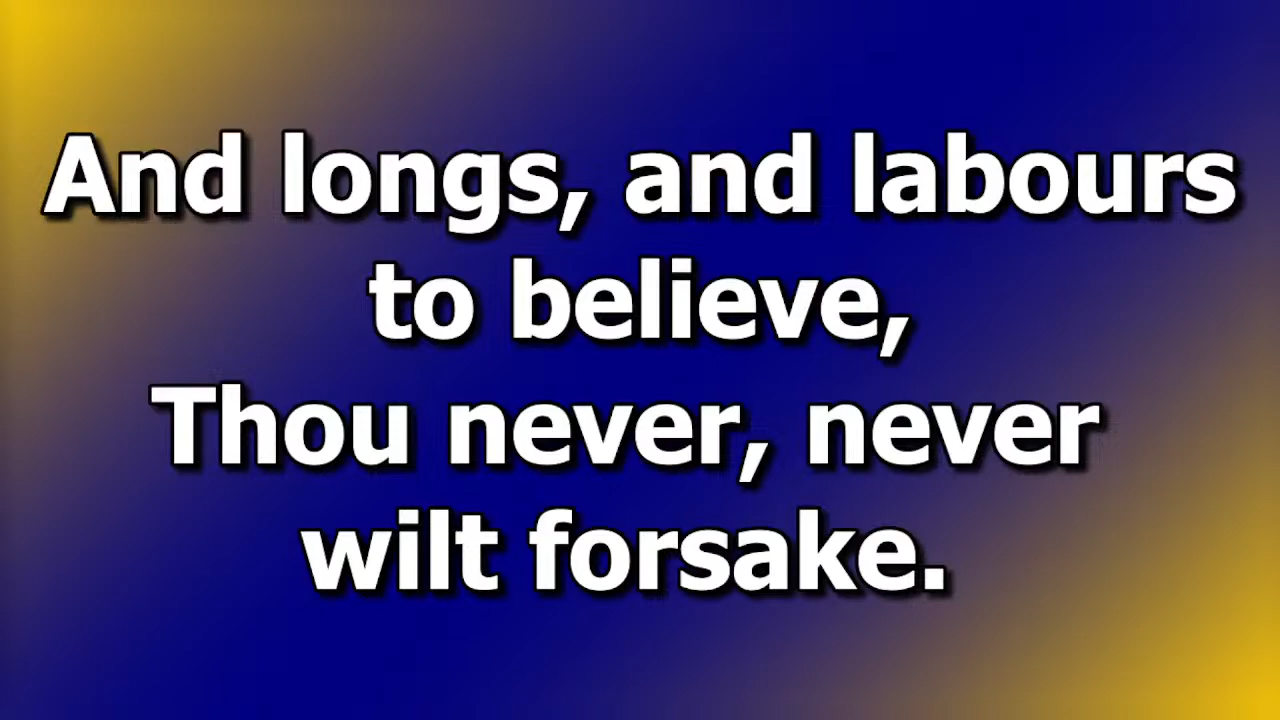 And longs, and labours
to believe,
Thou never, never
wilt forsake.